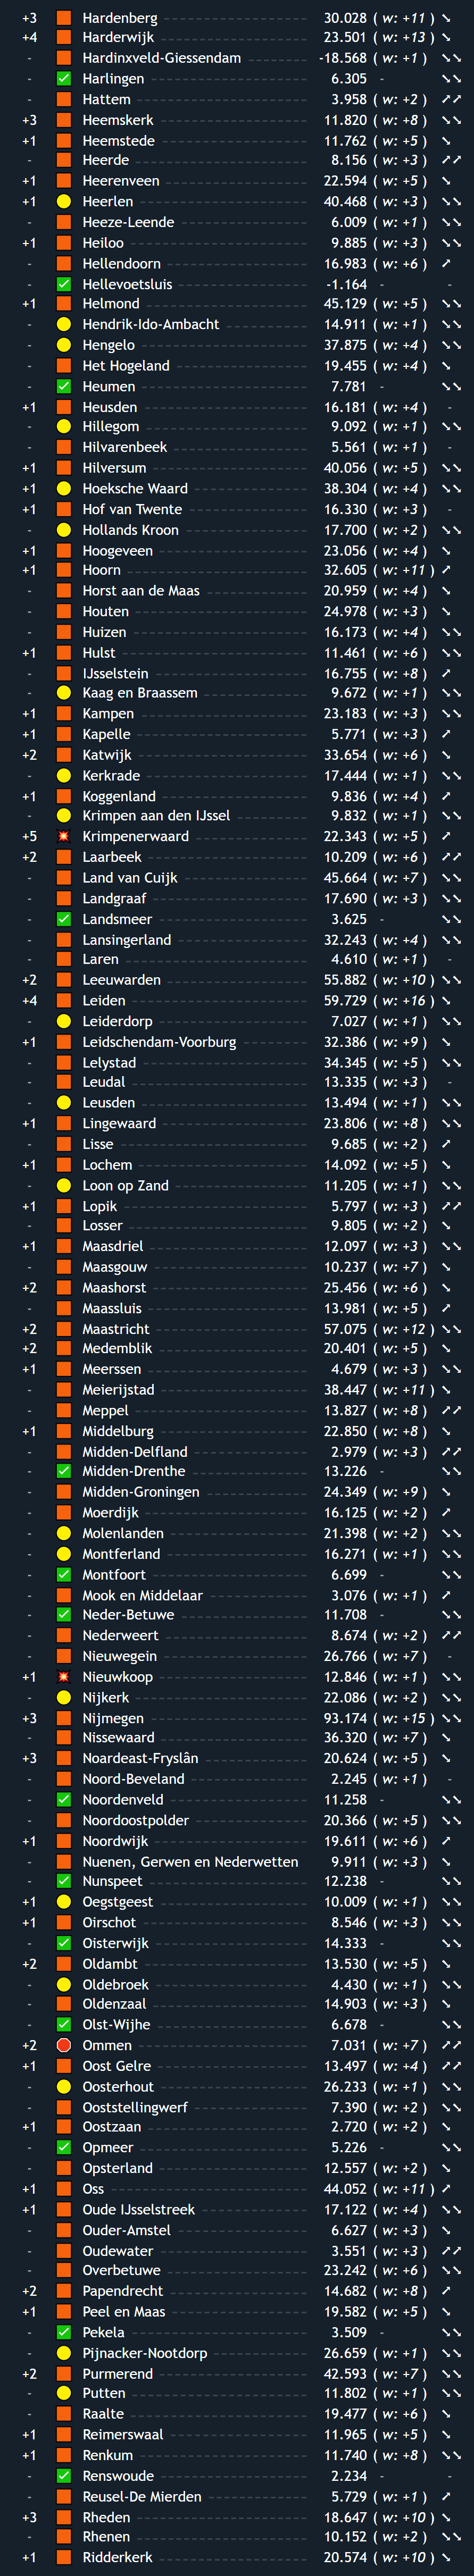 +3 Hardenberg 30.028 ( w: +11 ) ↘
+4 Harderwijk 23.501 ( w: +13 ) ↘
- Hardinxveld-Giessendam -18.568 ( w: +1 ) ↘↘
- Harlingen 6.305 - ↘↘
- Hattem 3.958 ( w: +2 ) ↗↗
+3 Heemskerk 11.820 ( w: +8 ) ↘↘
+1 Heemstede 11.762 ( w: +5 ) ↘
- Heerde 8.156 ( w: +3 ) ↗↗
+1 Heerenveen 22.594 ( w: +5 ) ↘
+1 Heerlen 40.468 ( w: +3 ) ↘↘
- Heeze-Leende 6.009 ( w: +1 ) ↘↘
+1 Heiloo 9.885 ( w: +3 ) ↘↘
- Hellendoorn 16.983 ( w: +6 ) ↗
- Hellevoetsluis -1.164 - -
+1 Helmond 45.129 ( w: +5 ) ↘↘
- Hendrik-Ido-Ambacht 14.911 ( w: +1 ) ↘↘
- Hengelo 37.875 ( w: +4 ) ↘↘
- Het Hogeland 19.455 ( w: +4 ) ↘
- Heumen 7.781 - ↘↘
+1 Heusden 16.181 ( w: +4 ) -
- Hillegom 9.092 ( w: +1 ) ↘↘
- Hilvarenbeek 5.561 ( w: +1 ) -
+1 Hilversum 40.056 ( w: +5 ) ↘↘
+1 Hoeksche Waard 38.304 ( w: +4 ) ↘↘
+1 Hof van Twente 16.330 ( w: +3 ) -
- Hollands Kroon 17.700 ( w: +2 ) ↘↘
+1 Hoogeveen 23.056 ( w: +4 ) ↘
+1 Hoorn 32.605 ( w: +11 ) ↗
- Horst aan de Maas 20.959 ( w: +4 ) ↘
- Houten 24.978 ( w: +3 ) ↘
- Huizen 16.173 ( w: +4 ) ↘↘
+1 Hulst 11.461 ( w: +6 ) ↘↘
- IJsselstein 16.755 ( w: +8 ) ↗
- Kaag en Braassem 9.672 ( w: +1 ) ↘↘
+1 Kampen 23.183 ( w: +3 ) ↘↘
+1 Kapelle 5.771 ( w: +3 ) ↗
+2 Katwijk 33.654 ( w: +6 ) ↘
- Kerkrade 17.444 ( w: +1 ) ↘↘
+1 Koggenland 9.836 ( w: +4 ) ↗
- Krimpen aan den IJssel 9.832 ( w: +1 ) ↘↘
+5 Krimpenerwaard 22.343 ( w: +5 ) ↗
+2 Laarbeek 10.209 ( w: +6 ) ↗↗
- Land van Cuijk 45.664 ( w: +7 ) ↘↘
- Landgraaf 17.690 ( w: +3 ) ↘↘
- Landsmeer 3.625 - ↘↘
- Lansingerland 32.243 ( w: +4 ) ↘↘
- Laren 4.610 ( w: +1 ) -
+2 Leeuwarden 55.882 ( w: +10 ) ↘↘
+4 Leiden 59.729 ( w: +16 ) ↘
- Leiderdorp 7.027 ( w: +1 ) ↘↘
+1 Leidschendam-Voorburg 32.386 ( w: +9 ) ↘
- Lelystad 34.345 ( w: +5 ) ↘↘
- Leudal 13.335 ( w: +3 ) -
- Leusden 13.494 ( w: +1 ) ↘↘
+1 Lingewaard 23.806 ( w: +8 ) ↘↘
- Lisse 9.685 ( w: +2 ) ↗
+1 Lochem 14.092 ( w: +5 ) ↘
- Loon op Zand 11.205 ( w: +1 ) ↘↘
+1 Lopik 5.797 ( w: +3 ) ↗↗
- Losser 9.805 ( w: +2 ) ↘
+1 Maasdriel 12.097 ( w: +3 ) ↘↘
- Maasgouw 10.237 ( w: +7 ) ↘
+2 Maashorst 25.456 ( w: +6 ) ↘
- Maassluis 13.981 ( w: +5 ) ↗
+2 Maastricht 57.075 ( w: +12 ) ↘↘
+2 Medemblik 20.401 ( w: +5 ) ↘
+1 Meerssen 4.679 ( w: +3 ) ↘↘
- Meierijstad 38.447 ( w: +11 ) ↘
- Meppel 13.827 ( w: +8 ) ↗↗
+1 Middelburg 22.850 ( w: +8 ) ↘
- Midden-Delfland 2.979 ( w: +3 ) ↗↗
- Midden-Drenthe 13.226 - ↘↘
- Midden-Groningen 24.349 ( w: +9 ) ↘
- Moerdijk 16.125 ( w: +2 ) ↗
- Molenlanden 21.398 ( w: +2 ) ↘↘
- Montferland 16.271 ( w: +1 ) ↘↘
- Montfoort 6.699 - ↘↘
- Mook en Middelaar 3.076 ( w: +1 ) ↗
- Neder-Betuwe 11.708 - ↘↘
- Nederweert 8.674 ( w: +2 ) ↗↗
- Nieuwegein 26.766 ( w: +7 ) -
+1 Nieuwkoop 12.846 ( w: +1 ) ↘↘
- Nijkerk 22.086 ( w: +2 ) ↘↘
+3 Nijmegen 93.174 ( w: +15 ) ↘↘
- Nissewaard 36.320 ( w: +7 ) ↘
+3 Noardeast-Fryslân 20.624 ( w: +5 ) ↘
- Noord-Beveland 2.245 ( w: +1 ) -
- Noordenveld 11.258 - ↘↘
- Noordoostpolder 20.366 ( w: +5 ) ↘↘
+1 Noordwijk 19.611 ( w: +6 ) ↗
- Nuenen, Gerwen en Nederwetten 9.911 ( w: +3 ) ↘
- Nunspeet 12.238 - ↘↘
+1 Oegstgeest 10.009 ( w: +1 ) ↘↘
+1 Oirschot 8.546 ( w: +3 ) ↘↘
- Oisterwijk 14.333 - ↘↘
+2 Oldambt 13.530 ( w: +5 ) ↘
- Oldebroek 4.430 ( w: +1 ) ↘↘
- Oldenzaal 14.903 ( w: +3 ) ↘
- Olst-Wijhe 6.678 - ↘↘
+2 Ommen 7.031 ( w: +7 ) ↗↗
+1 Oost Gelre 13.497 ( w: +4 ) ↗↗
- Oosterhout 26.233 ( w: +1 ) ↘↘
- Ooststellingwerf 7.390 ( w: +2 ) ↘↘
+1 Oostzaan 2.720 ( w: +2 ) ↘
- Opmeer 5.226 - ↘↘
- Opsterland 12.557 ( w: +2 ) ↘
+1 Oss 44.052 ( w: +11 ) ↗
+1 Oude IJsselstreek 17.122 ( w: +4 ) ↘↘
- Ouder-Amstel 6.627 ( w: +3 ) ↘
- Oudewater 3.551 ( w: +3 ) ↗↗
- Overbetuwe 23.242 ( w: +6 ) ↘↘
+2 Papendrecht 14.682 ( w: +8 ) ↗
+1 Peel en Maas 19.582 ( w: +5 ) ↘
- Pekela 3.509 - ↘↘
- Pijnacker-Nootdorp 26.659 ( w: +1 ) ↘↘
+2 Purmerend 42.593 ( w: +7 ) ↘↘
- Putten 11.802 ( w: +1 ) ↘↘
- Raalte 19.477 ( w: +6 ) ↘
+1 Reimerswaal 11.965 ( w: +5 ) ↘
+1 Renkum 11.740 ( w: +8 ) ↘↘
- Renswoude 2.234 - -
- Reusel-De Mierden 5.729 ( w: +1 ) ↗
+3 Rheden 18.647 ( w: +10 ) ↘
- Rhenen 10.152 ( w: +2 ) ↘↘
+1 Ridderkerk 20.574 ( w: +10 ) ↘